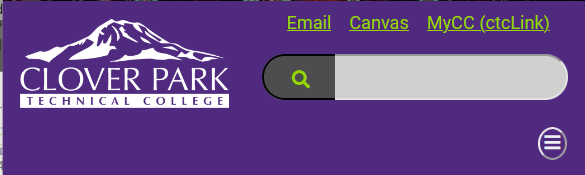 Email Canvas MyCC (ctcLink)
CLOVER PARK
TECHNICAL COLLEGE